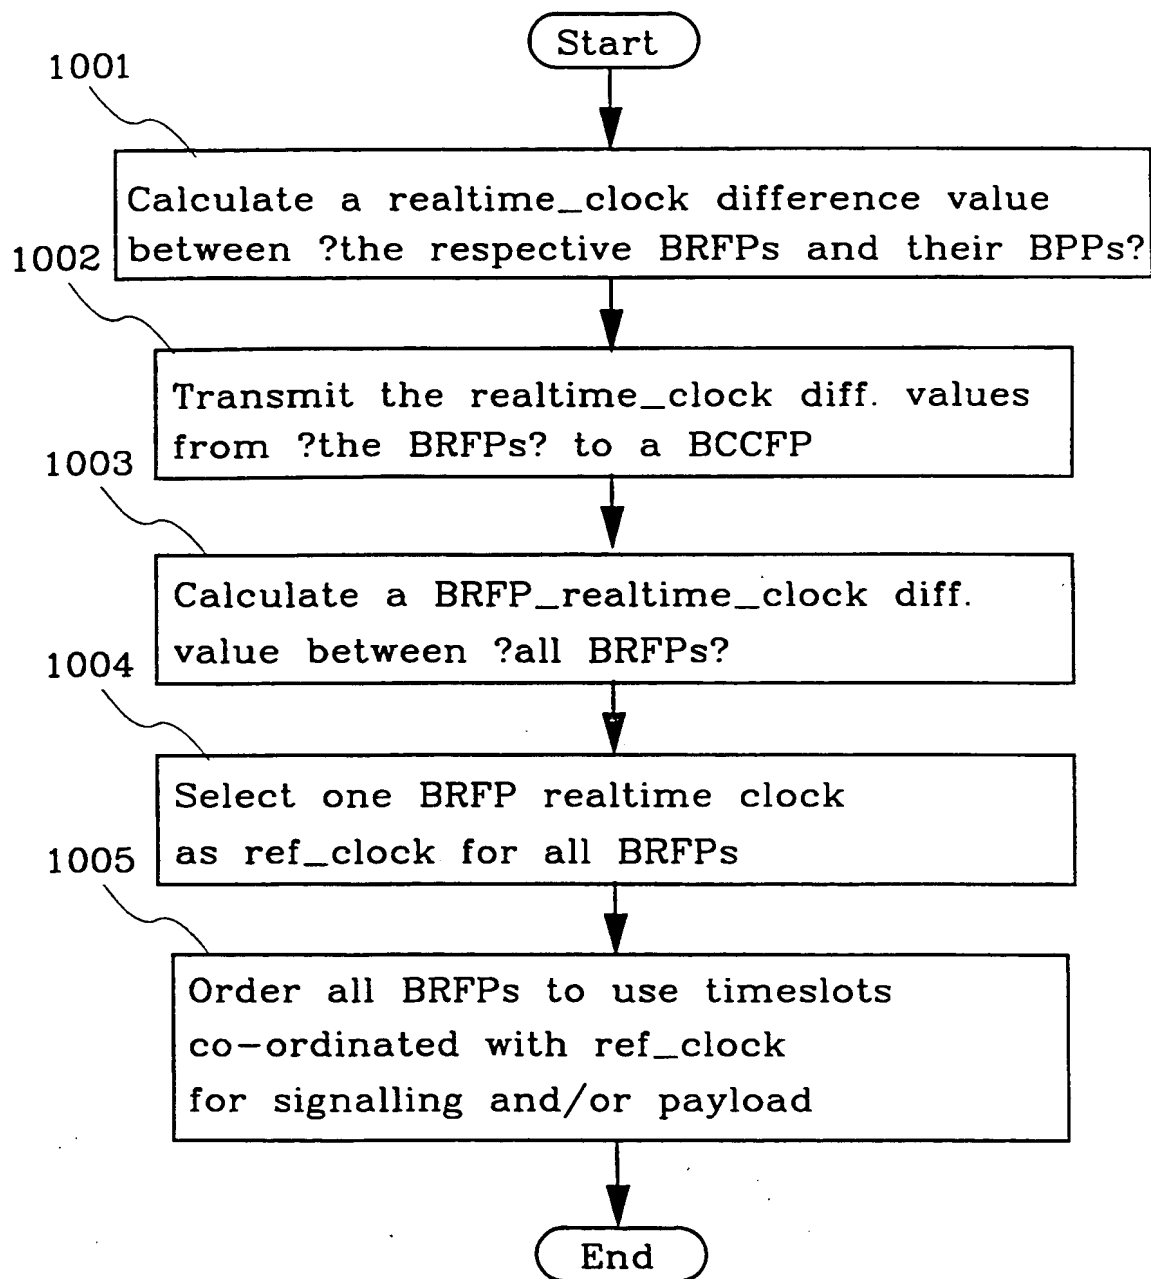 Start
1001
Calculate a realtime_clock difference value
between ?the respective BRFPs and their BPPs?
1002
Transmit the realtime_clock diff. values
from ?the BRFPs? to a BCCFP
1003
Calculate a BRFP_realtime_clock diff.
value between ?all BRFPs?
1004
Select one BRFP realtime clock
as ref_clock for all BRFPs
1005
Order all BRFPs to use timeslots
co-ordinated with ref_clock
for signalling and/or payload
End